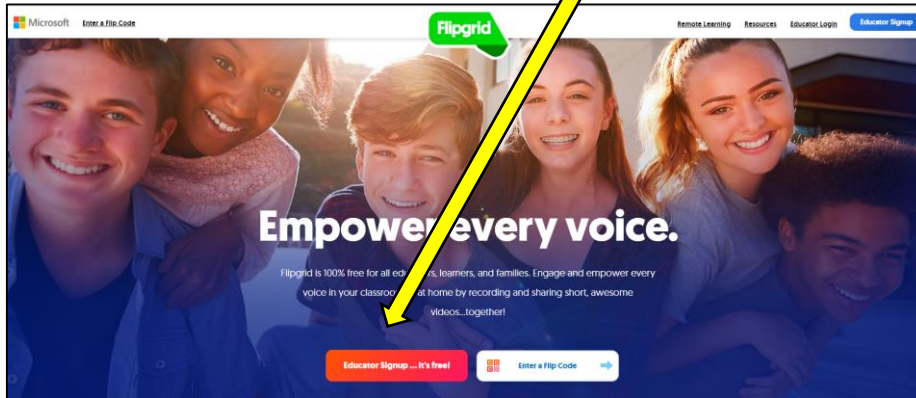 Microsoft Enter a Flip Code Flipgrid Remote Learning Resources Educator Login Educator Signup
Empower every voice.
Flipgrid is 100% free for all learners, and families. Engage and empower every
voice in your at home by recording and sharing short, awesome
videos...together!
Educator Signup ... It's free! Enter a Flip Code